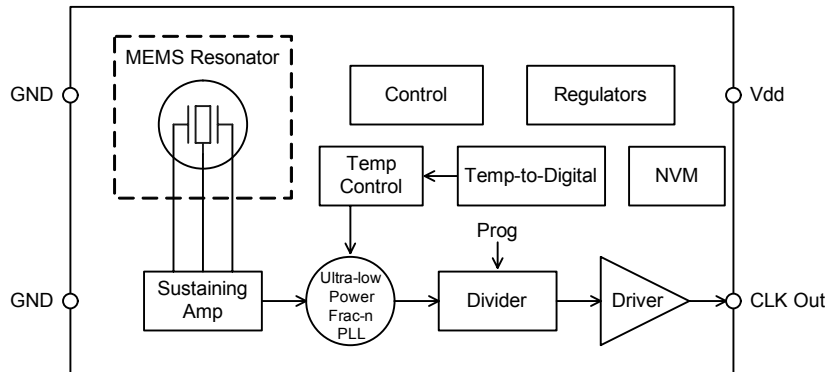 MEMS Resonator
GND
Control
Regulators
Vdd
Temp
Control
Temp-to-Digital
NVM
Prog
GND
Sustaining
Amp
Ultra-low
Power
Frac-n
PLL
Divider
Driver
CLK Out